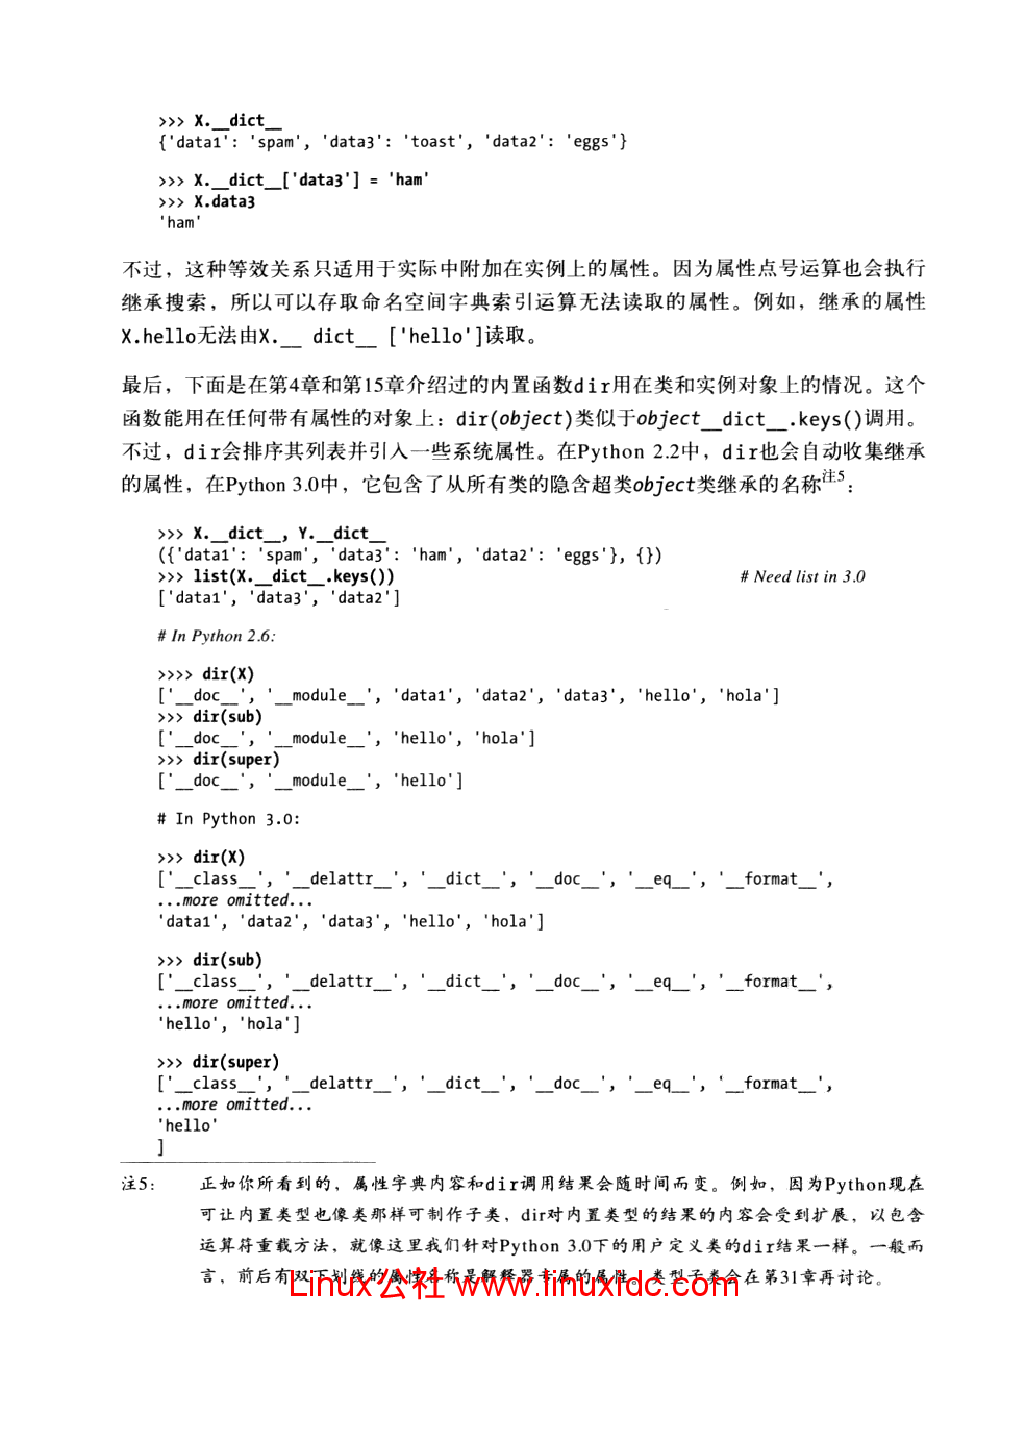 >>> X.__dict__
{'data1': 'spam', 'data3': 'toast', 'data2': 'eggs'}
>>> X.__dict__['data3'] = 'ham'
>>> X.data3
'ham'
不过，这种等效关系只适用于实际中附加在实例上的属性。因为属性点号运算也会执行
继承搜索，所以可以存取命名空间字典索引运算无法读取的属性。例如，继承的属性
X.hello无法由X.__ dict__ ['hello']读取。
最后，下面是在第4章和第15章介绍过的内置函数dir用在类和实例对象上的情况。这个
函数能用在任何带有属性的对象上：dir(object)类似于object__dict__.keys()调用。
不过，dir会排序其列表并引入一些系统属性。在Python 2.2中，dir也会自动收集继承
的属性，在Python 3.0中，它包含了从所有类的隐含超类object类继承的名称注5：
>>> X.__dict__, Y.__dict__
({'data1': 'spam', 'data3': 'ham', 'data2': 'eggs'}, {})
>>> list(X.__dict__.keys()) # Need list in 3.0
['data1', 'data3', 'data2']
# In Python 2.6:
>>>> dir(X)
['__doc__', '__module__', 'data1', 'data2', 'data3', 'hello', 'hola']
>>> dir(sub)
['__doc__', '__module__', 'hello', 'hola']
>>> dir(super)
['__doc__', '__module__', 'hello']
# In Python 3.0:
>>> dir(X)
['__class__', '__delattr__', '__dict__', '__doc__', '__eq__', '__format__',
...more omitted...
'data1', 'data2', 'data3', 'hello', 'hola']
>>> dir(sub)
['__class__', '__delattr__', '__dict__', '__doc__', '__eq__', '__format__',
...more omitted...
'hello', 'hola']
>>> dir(super)
['__class__', '__delattr__', '__dict__', '__doc__', '__eq__', '__format__',
...more omitted...
'hello'
]
注5： 正如你所看到的，属性字典内容和dir调用结果会随时间而变。例如，因为Python现在
可让内置类型也像类那样可制作子类，dir对内置类型的结果的内容会受到扩展，以包含
运算符重载方法，就像这里我们针对Python 3.0下的用户定义类的dir结果一样。一般而
言，前后有双下划线的属性名称是解释器专属的属性。类型子类会在第31章再讨论。
Linux公社 www.linuxidc.com